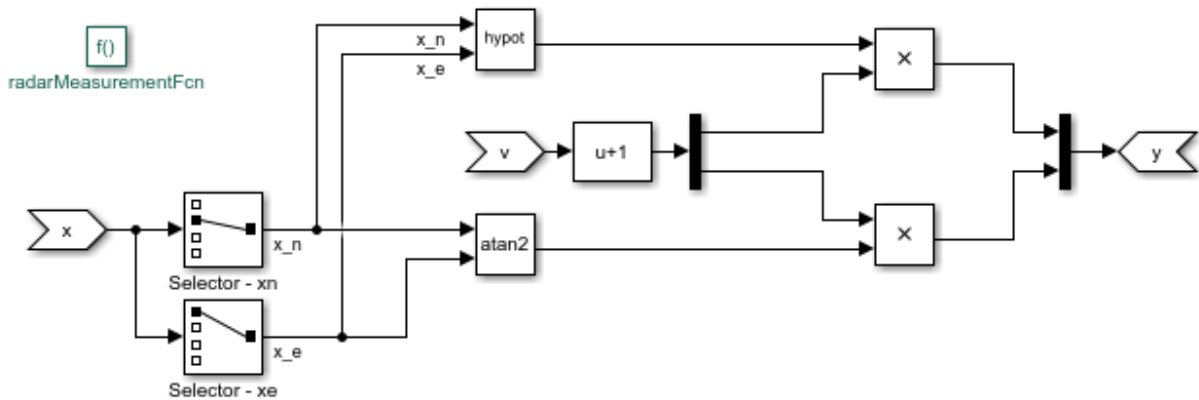 f()
radarMeasurementFcn
x_n
x_e
hypot
×
v
u+1
y
x
x_n
Selector - xn
atan2
×
x_e
Selector - xe